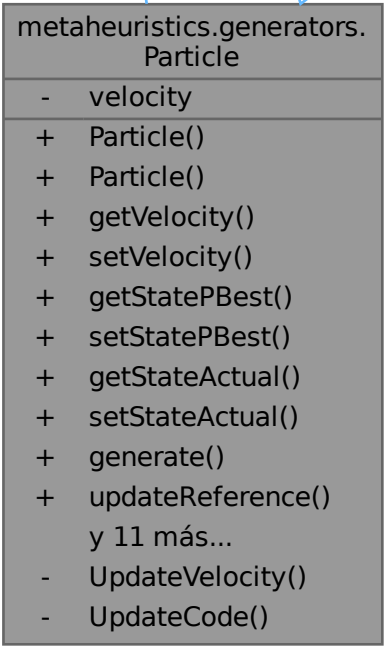 metaheuristics.generators.
Particle
- velocity
+ Particle()
+ Particle()
+ getVelocity()
+ setVelocity()
+ getStatePBest()
+ setStatePBest()
+ getStateActual()
+ setStateActual()
+ generate()
+ updateReference()
y 11 más...
- UpdateVelocity()
- UpdateCode()